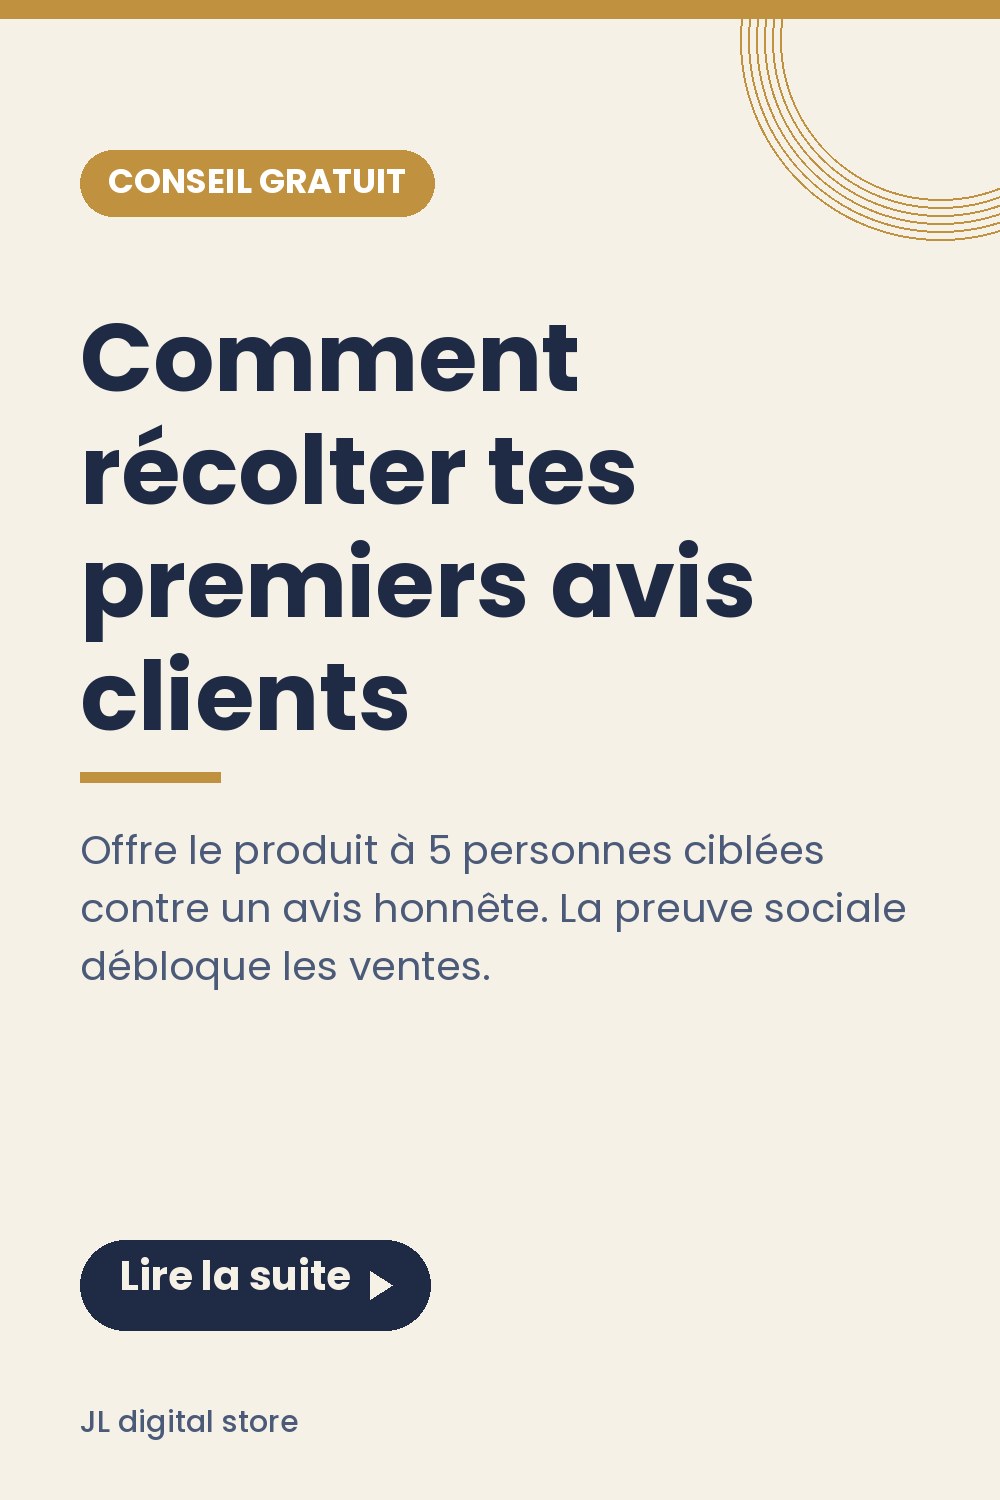 CONSEIL GRATUIT
Comment
récolter tes
premiers avis
clients
Offre le produit à 5 personnes ciblées
contre un avis honnête. La preuve sociale
débloque les ventes.
Lire la suite
JL digital store